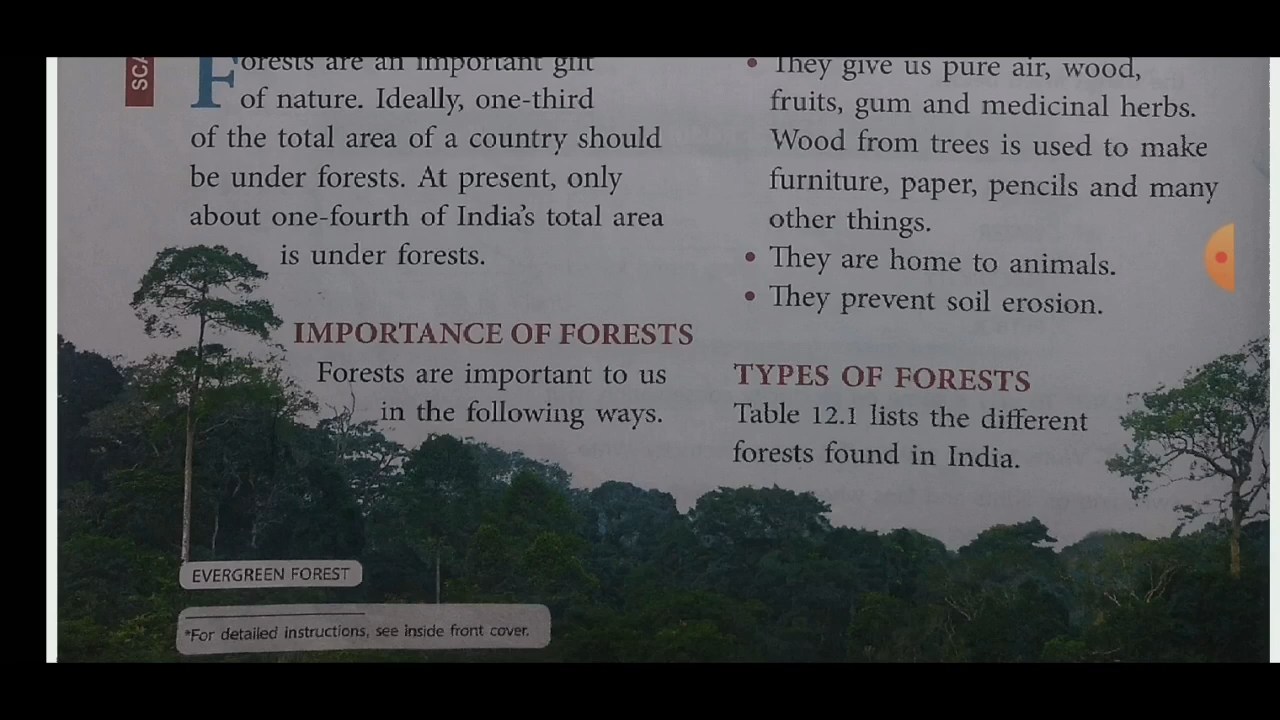 SCA
Forests are an important gift
of nature. Ideally, one-third
of the total area of a country should
be under forests. At present, only
about one-fourth of India's total area
is under forests.
IMPORTANCE OF FORESTS
Forests are important to us
in the following ways.
EVERGREEN FOREST
*For detailed instructions, see inside front cover.
• They give us pure air, wood,
fruits, gum and medicinal herbs.
Wood from trees is used to make
furniture, paper, pencils and many
other things.
• They are home to animals.
• They prevent soil erosion.
TYPES OF FORESTS
Table 12.1 lists the different
forests found in India.